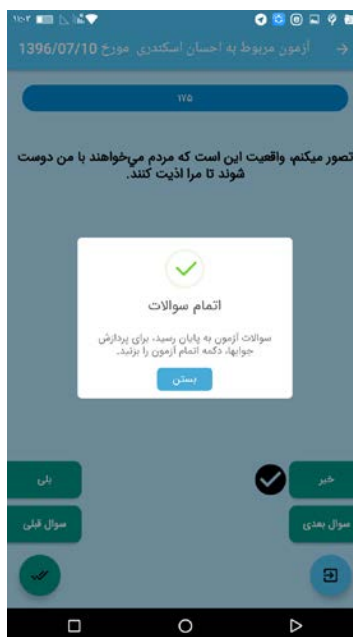 ۱۱:۰۳
آزمون مربوط به احسان اسکندری مورخ 1396/07/10
۱۷۵
تصور میکنم، واقعیت این است که مردم می‌خواهند با من دوست
شوند تا مرا اذیت کنند.
اتمام سوالات
سوالات آزمون به پایان رسید، برای پردازش
جوابها، دکمه اتمام آزمون را بزنید.
بستن
خیر
بلی
سوال بعدی
سوال قبلی